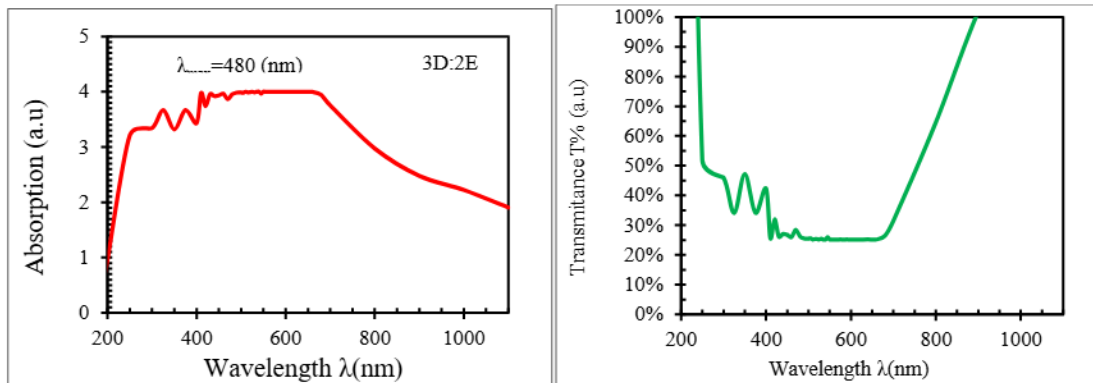 5
4
3
2
1
0
λ =480 (nm)
3D:2E
Absorption (a.u)
200 400 600 800 1000
Wavelength λ(nm)
100%
90%
80%
70%
60%
50%
40%
30%
20%
10%
0%
Transmitance T% (a.u)
200 400 600 800 1000
Wavelength λ(nm)